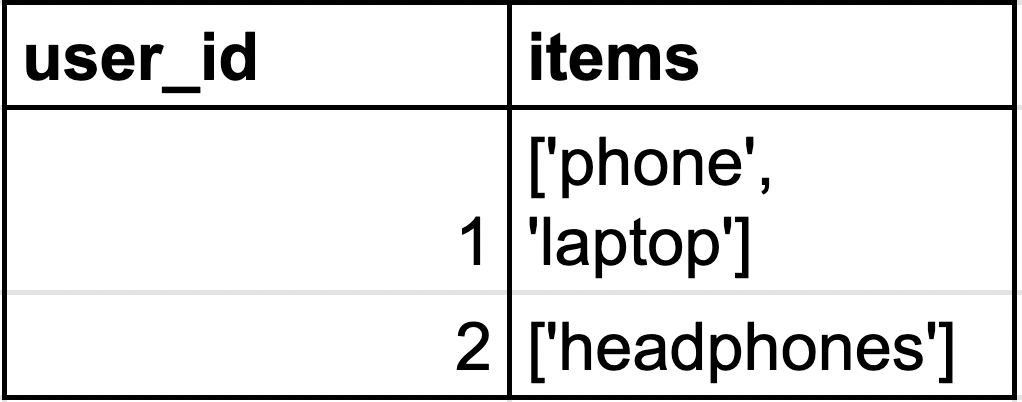 user_id items
['phone',
1 'laptop']
2 ['headphones']